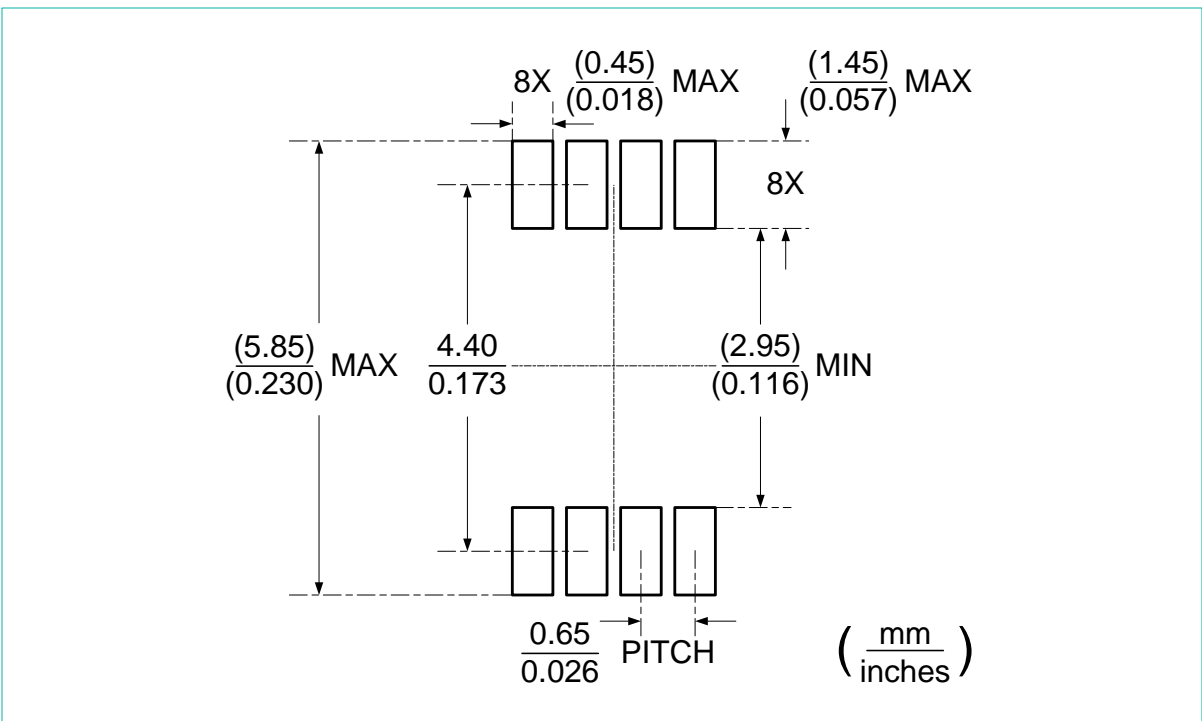 8X (0.45) MAX
(0.018)
(1.45) MAX
(0.057)
8X
(5.85) MAX
(0.230)
4.40
0.173
(2.95) MIN
(0.116)
0.65 PITCH
0.026
(mm
inches)